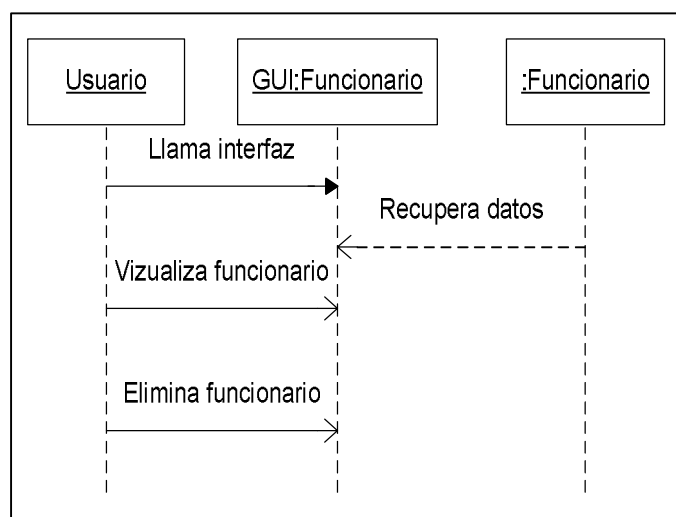 Usuario
GUI:Funcionario
:Funcionario
Llama interfaz
Recupera datos
Vizualiza funcionario
Elimina funcionario